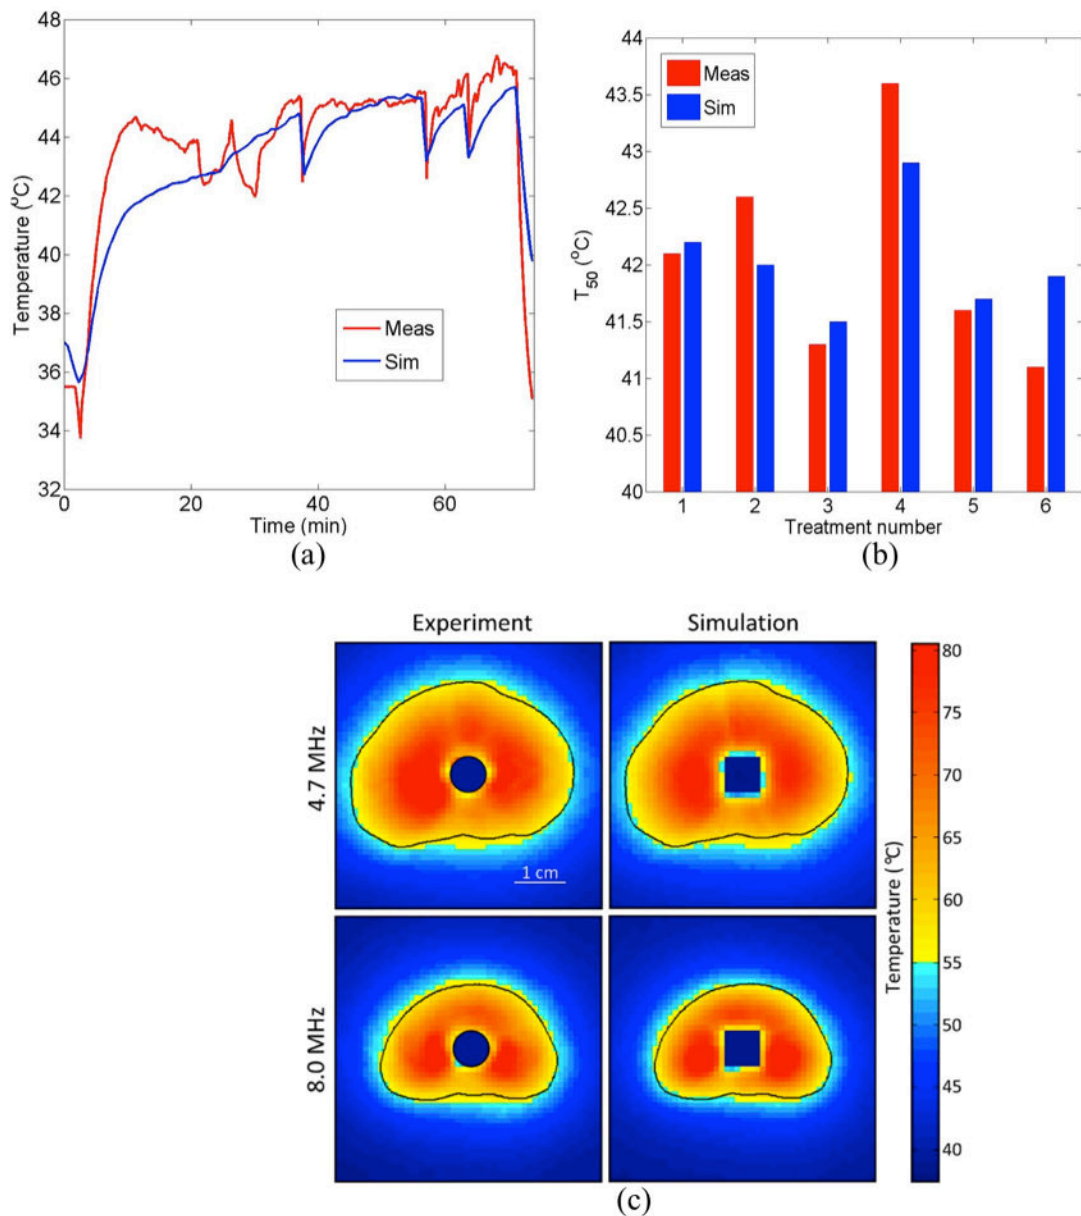 48
46
44
42
40
38
36
34
32
Temperature (°C)
Meas
Sim
0
20
40
60
Time (min)
(a)
44
43.5
43
42.5
42
41.5
41
40.5
40
T50 (°C)
Meas
Sim
1
2
3
4
5
6
Treatment number
(b)
Experiment
Simulation
4.7 MHz
1 cm
8.0 MHz
80
75
70
65
60
55
50
45
40
Temperature (°C)
(c)